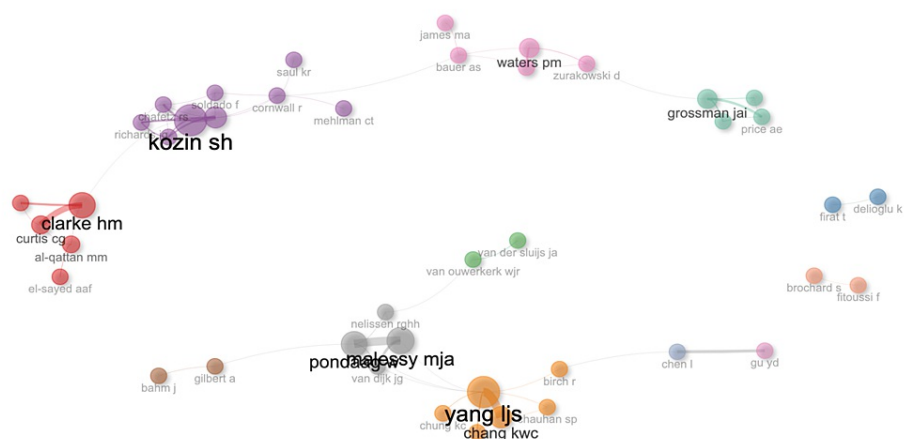 james ma
bauer as
waters pm
zurakowski d
saul kr
soldado f
cornwall r
mehlman ct
kozin sh
grossman jai
price ae
clarke hm
curtis cg
al-qattan mm
el-sayed aaf
firat t
delioglu k
van der sluijs ja
van ouwerkerk wjr
brochard s
fitoussi f
nelissen rghh
malessy mja
van dijk jg
bahm j
gilbert a
chen l
gu yd
birch r
yang ljs
chung kc
chauhan sp
chang kwc